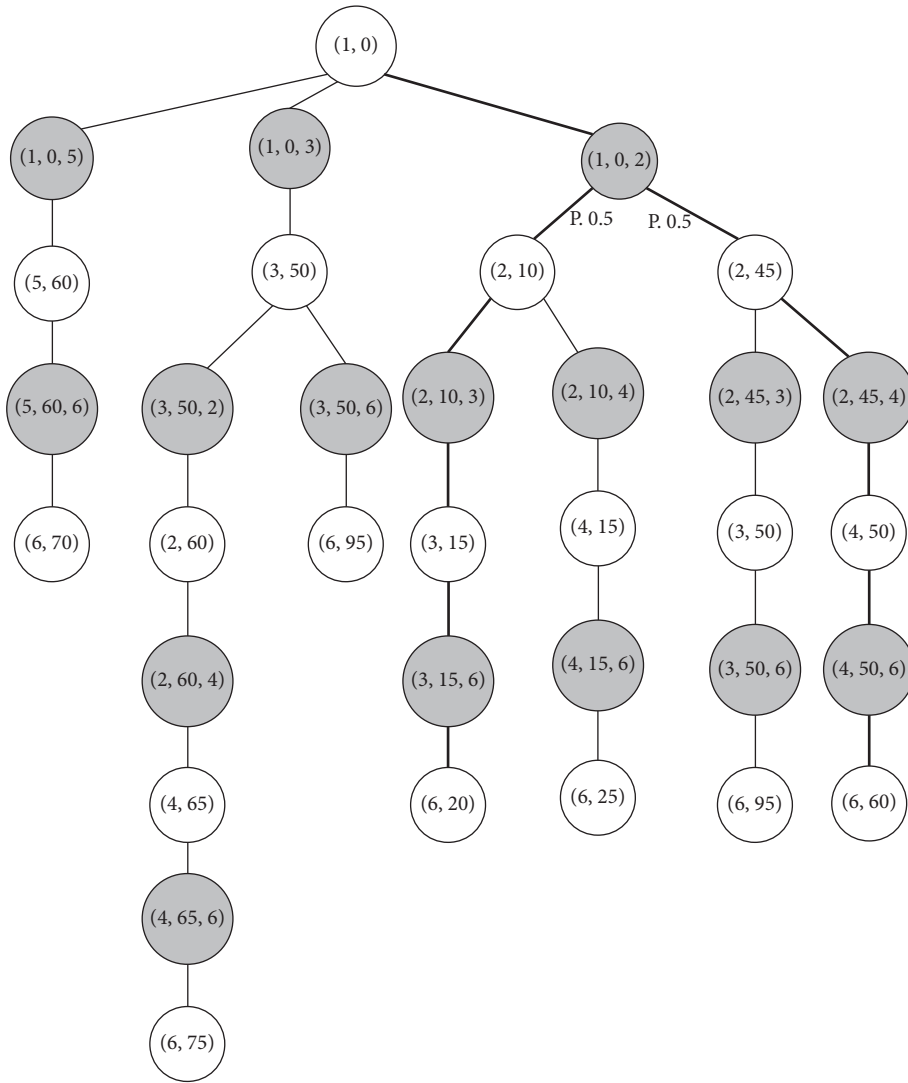 (1, 0)
(1, 0, 5)
(1, 0, 3)
(1, 0, 2)
P. 0.5
P. 0.5
(5, 60)
(3, 50)
(2, 10)
(2, 45)
(5, 60, 6)
(3, 50, 2)
(3, 50, 6)
(2, 10, 3)
(2, 10, 4)
(2, 45, 3)
(2, 45, 4)
(6, 70)
(2, 60)
(6, 95)
(3, 15)
(4, 15)
(3, 50)
(4, 50)
(2, 60, 4)
(3, 15, 6)
(4, 15, 6)
(3, 50, 6)
(4, 50, 6)
(4, 65)
(6, 20)
(6, 25)
(6, 95)
(6, 60)
(4, 65, 6)
(6, 75)